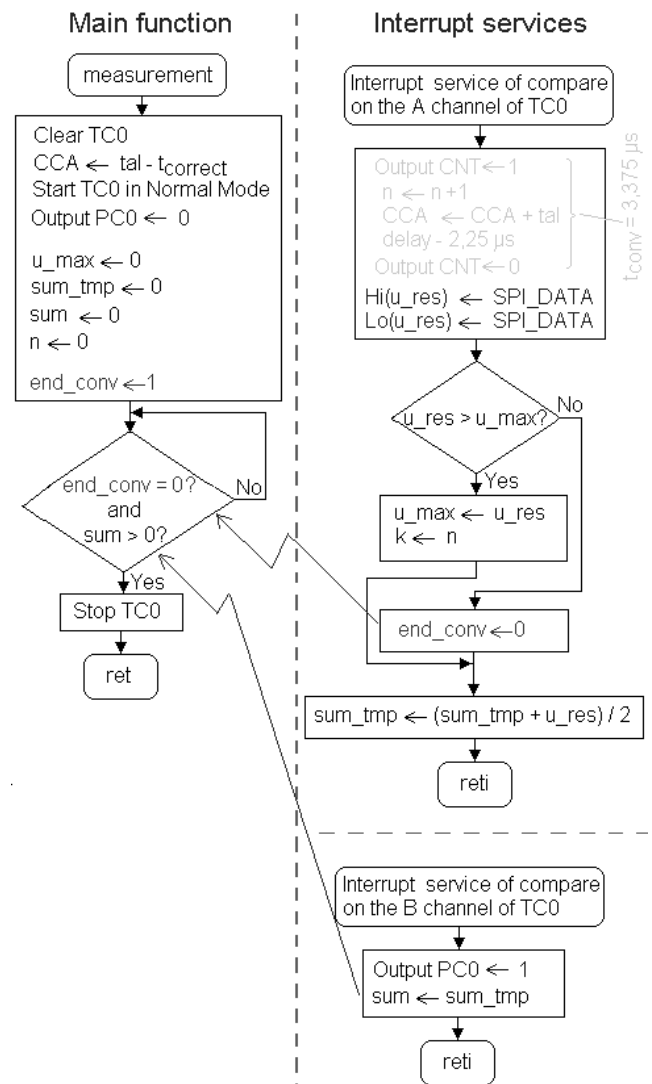 Main function
measurement
Clear TC0
CCA ← tal - tcorrect
Start TC0 in Normal Mode
Output PC0 ← 0
u_max ← 0
sum_tmp ← 0
sum ← 0
n ← 0
end_conv ← 1
end_conv = 0?
and
sum > 0?
No
Yes
Stop TC0
ret
Interrupt services
Interrupt service of compare
on the A channel of TC0
Output CNT ← 1
n ← n + 1
CCA ← CCA + tal
delay - 2,25 µs
Output CNT ← 0
tconv = 3,375 µs
Hi(u_res) ← SPI_DATA
Lo(u_res) ← SPI_DATA
u_res > u_max?
No
Yes
u_max ← u_res
k ← n
end_conv ← 0
sum_tmp ← (sum_tmp + u_res) / 2
reti
Interrupt service of compare
on the B channel of TC0
Output PC0 ← 1
sum ← sum_tmp
reti